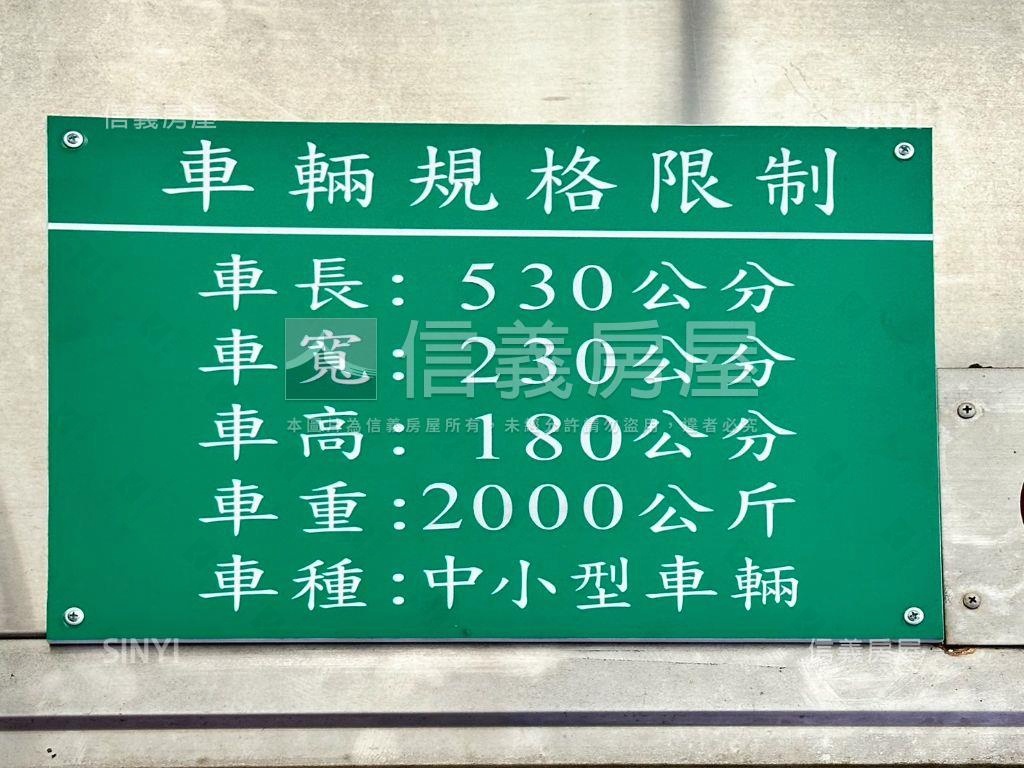 信義房屋
SINYI
車輛規格限制
車長: 530公分
車寬: 230公分
信義房屋
車高: 180公分
本圖片為信義房屋所有,未經允許請勿盜用,違者必究
車重:2000公斤
車種:中小型車輛
SINYI
信義房屋